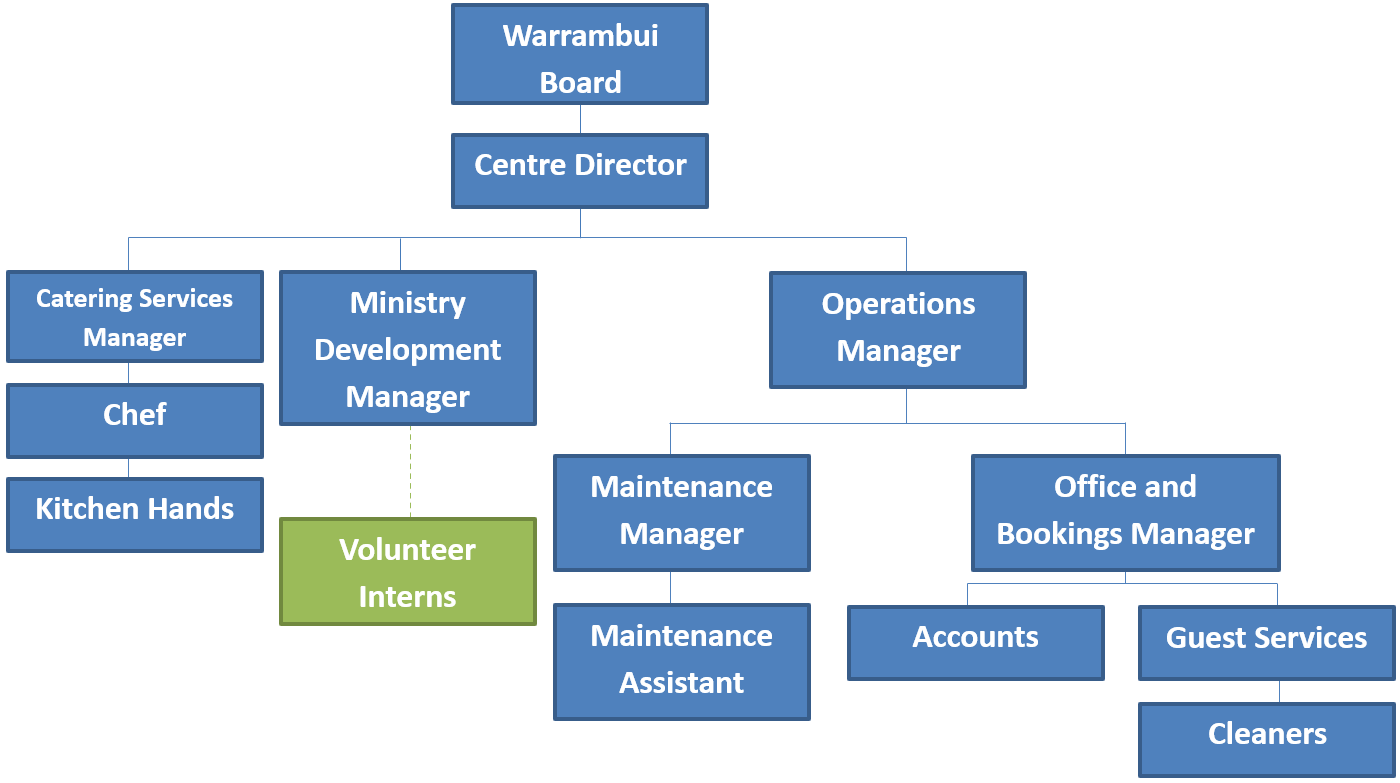 Warrambui
Board
Centre Director
Catering Services
Manager
Ministry
Development
Manager
Operations
Manager
Chef
Kitchen Hands
Volunteer
Interns
Maintenance
Manager
Office and
Bookings Manager
Maintenance
Assistant
Accounts
Guest Services
Cleaners